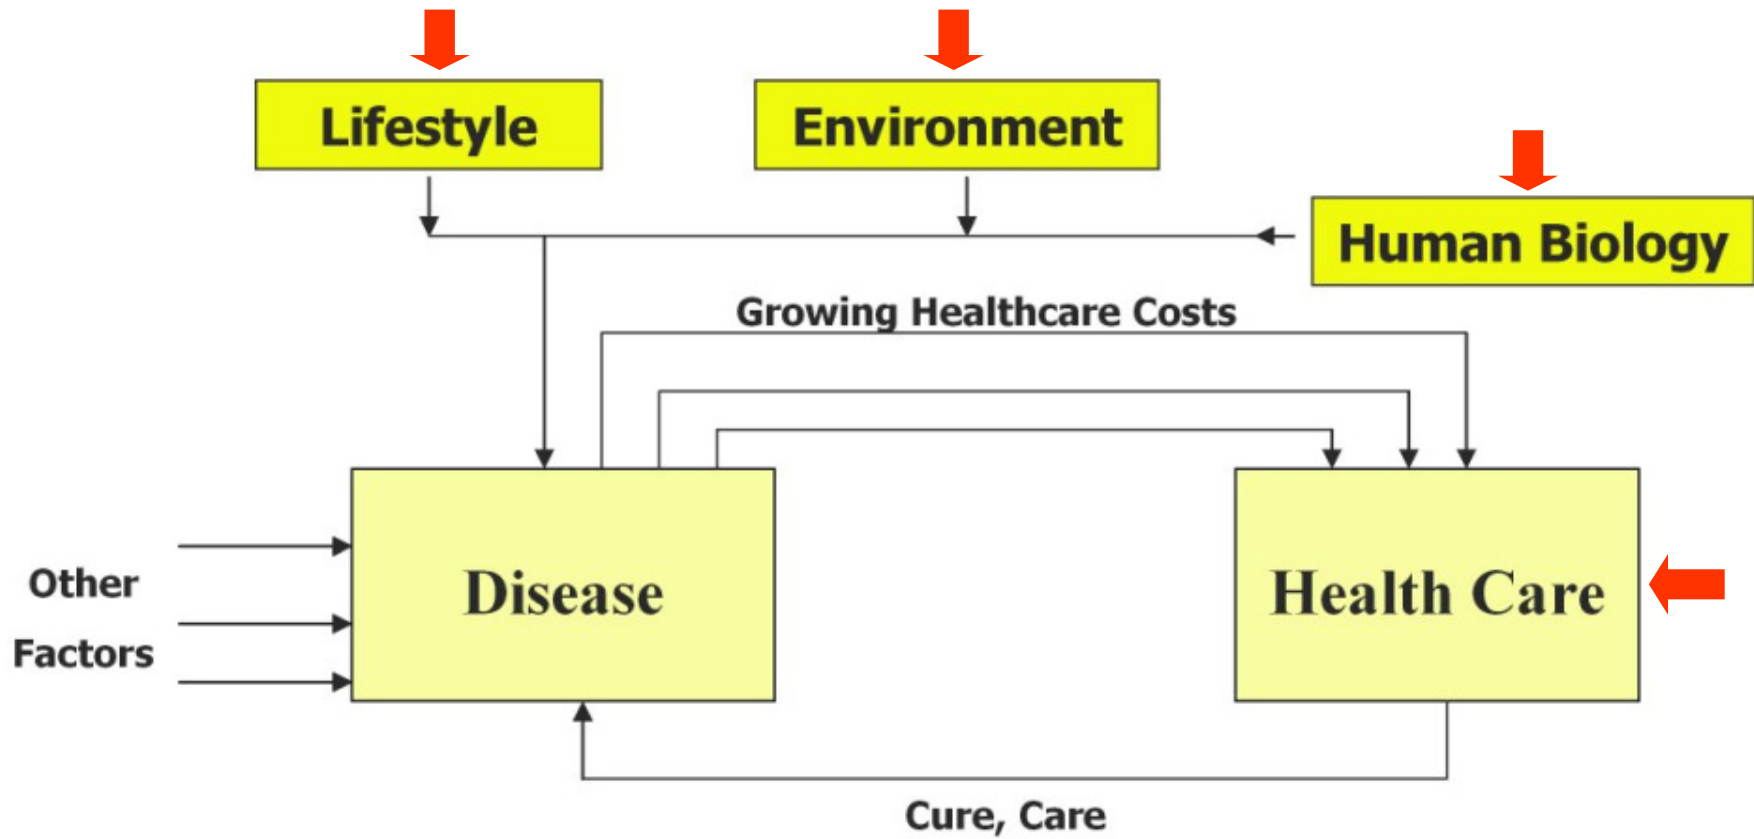 Lifestyle
Environment
Human Biology
Growing Healthcare Costs
Other
Factors
Disease
Health Care
Cure, Care